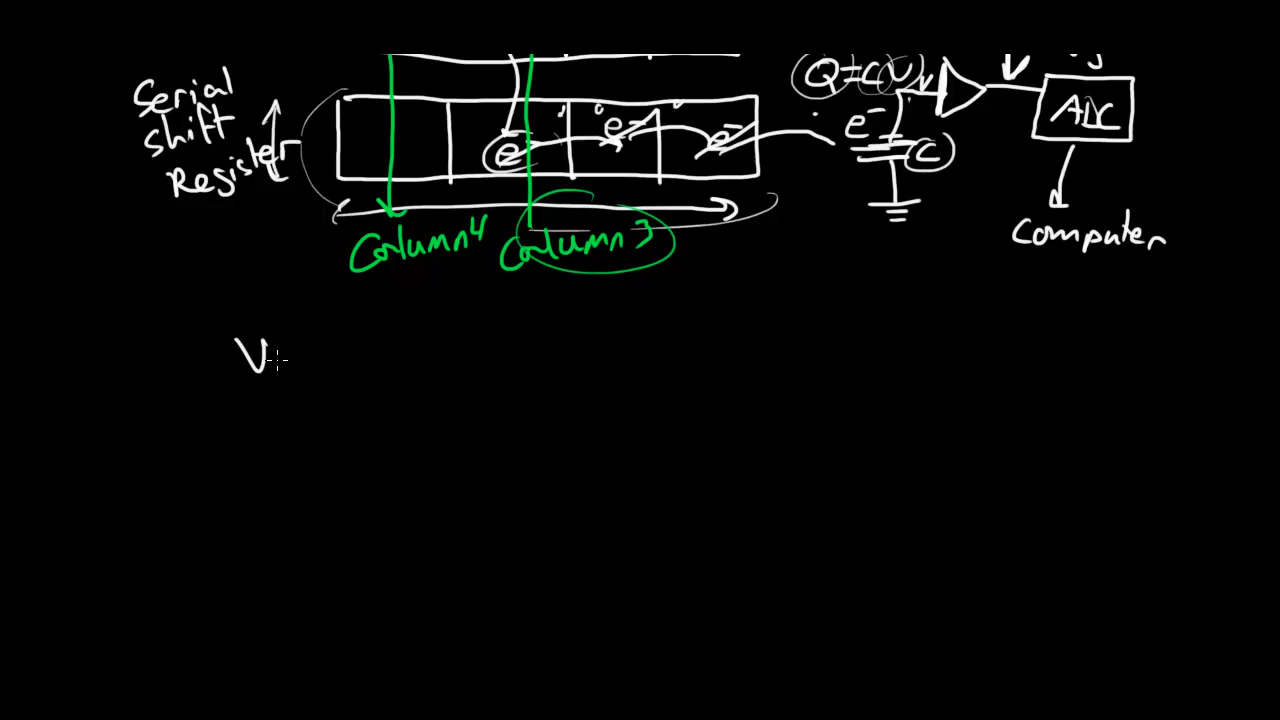 Serial
shift
Register
e
e-
e-
Q=CV
V
e-
C
V
ADC
Computer
Column 4
Column 3
V